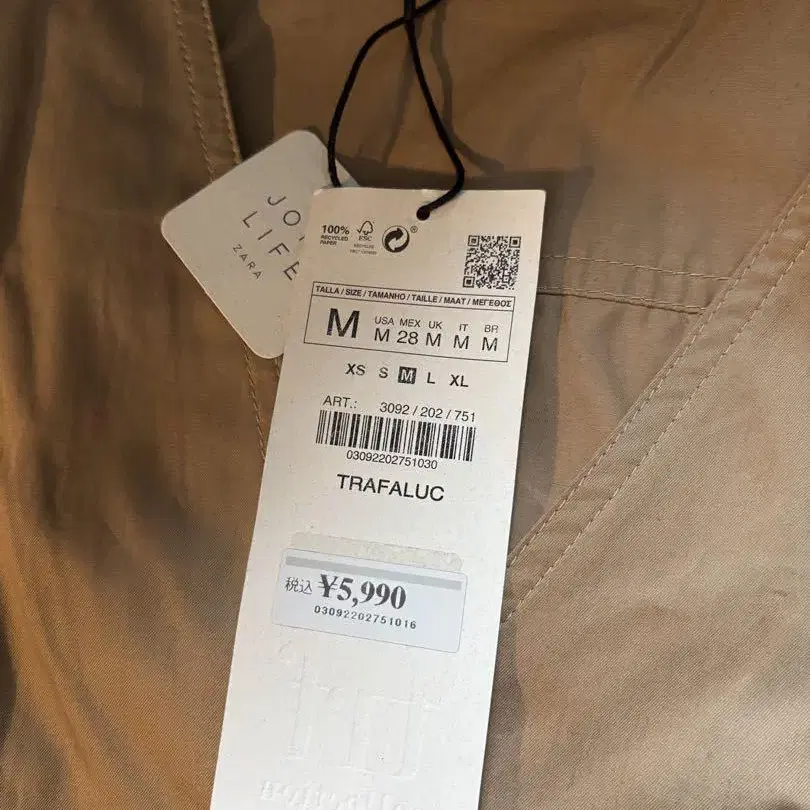 JOIN
LIFE
ZARA
100%
RECYCLED
PAPER
FSC
®
TALLA / SIZE / TAMANHO / TAILLE / MAAT / ΜΕΓΕΘΟΣ
M
USA MEX UK IT BR
M 28 M M M
XS S M L XL
ART.: 3092 / 202 / 751
03092202751030
TRAFALUC
税込 ¥5,990
03092202751016